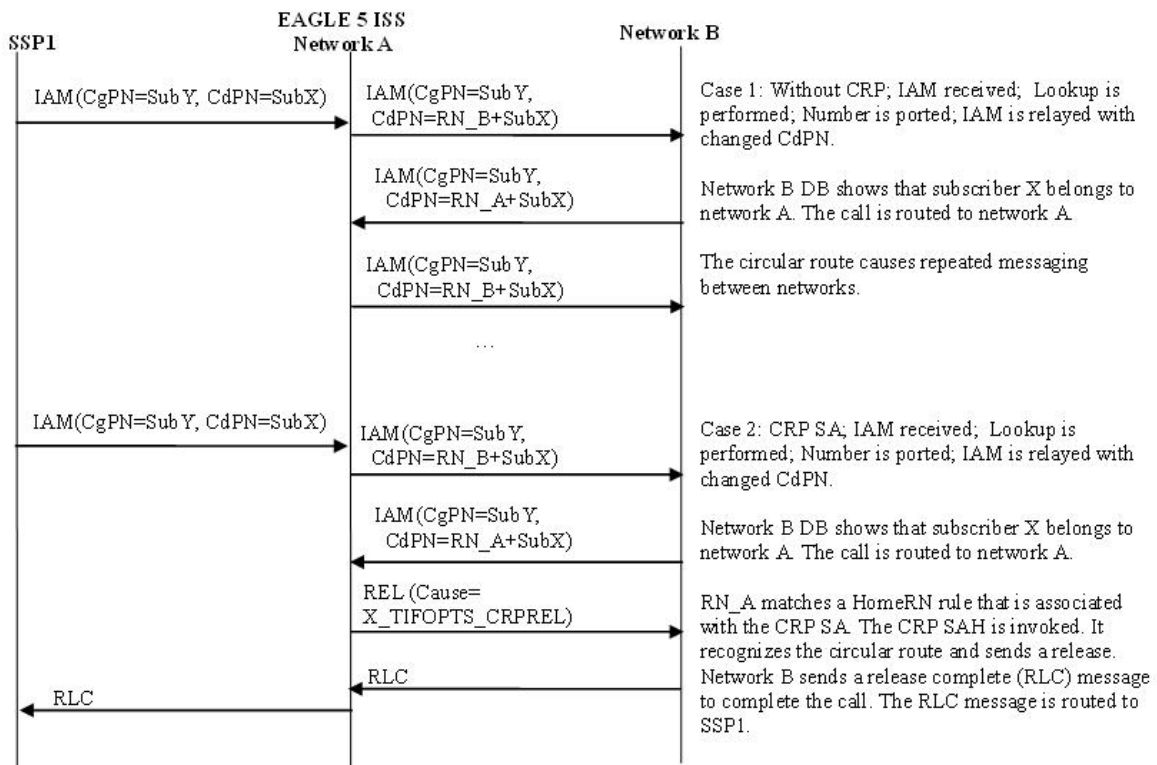 EAGLE 5 ISS
SSP1
Network A
Network B
IAM(CgPN=SubY, CdPN=SubX)
IAM(CgPN=SubY,
CdPN=RN_B+SubX)
Case 1: Without CRP; IAM received; Lookup is
performed; Number is ported; IAM is relayed with
changed CdPN.
IAM(CgPN=SubY,
CdPN=RN_A+SubX)
Network B DB shows that subscriber X belongs to
network A. The call is routed to network A.
IAM(CgPN=SubY,
CdPN=RN_B+SubX)
The circular route causes repeated messaging
between networks.
...
IAM(CgPN=SubY, CdPN=SubX)
IAM(CgPN=SubY,
CdPN=RN_B+SubX)
Case 2: CRP SA; IAM received; Lookup is
performed; Number is ported; IAM is relayed with
changed CdPN.
IAM(CgPN=SubY,
CdPN=RN_A+SubX)
Network B DB shows that subscriber X belongs to
network A. The call is routed to network A.
REL (Cause=
X_TIFOPTS_CRPREL)
RN_A matches a HomeRN rule that is associated
with the CRP SA. The CRP SAH is invoked. It
recognizes the circular route and sends a release.
RLC
RLC
Network B sends a release complete (RLC) message
to complete the call. The RLC message is routed to
SSP1.